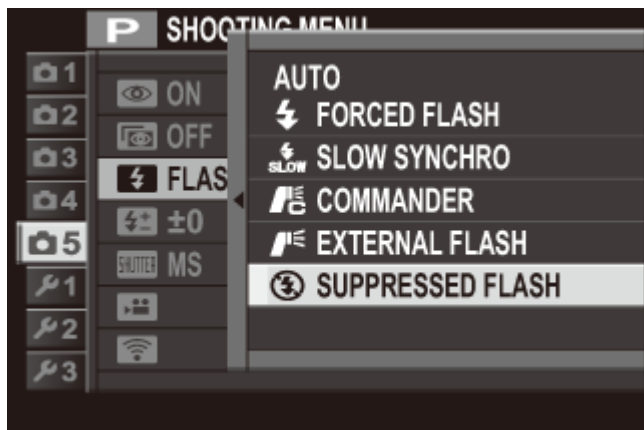 P SHOOTING MENU
1
2
3
4
5
1
2
3
ON
OFF
FLAS
±0
SHUTTER MS
AUTO
FORCED FLASH
SLOW SLOW SYNCHRO
C COMMANDER
EXTERNAL FLASH
SUPPRESSED FLASH